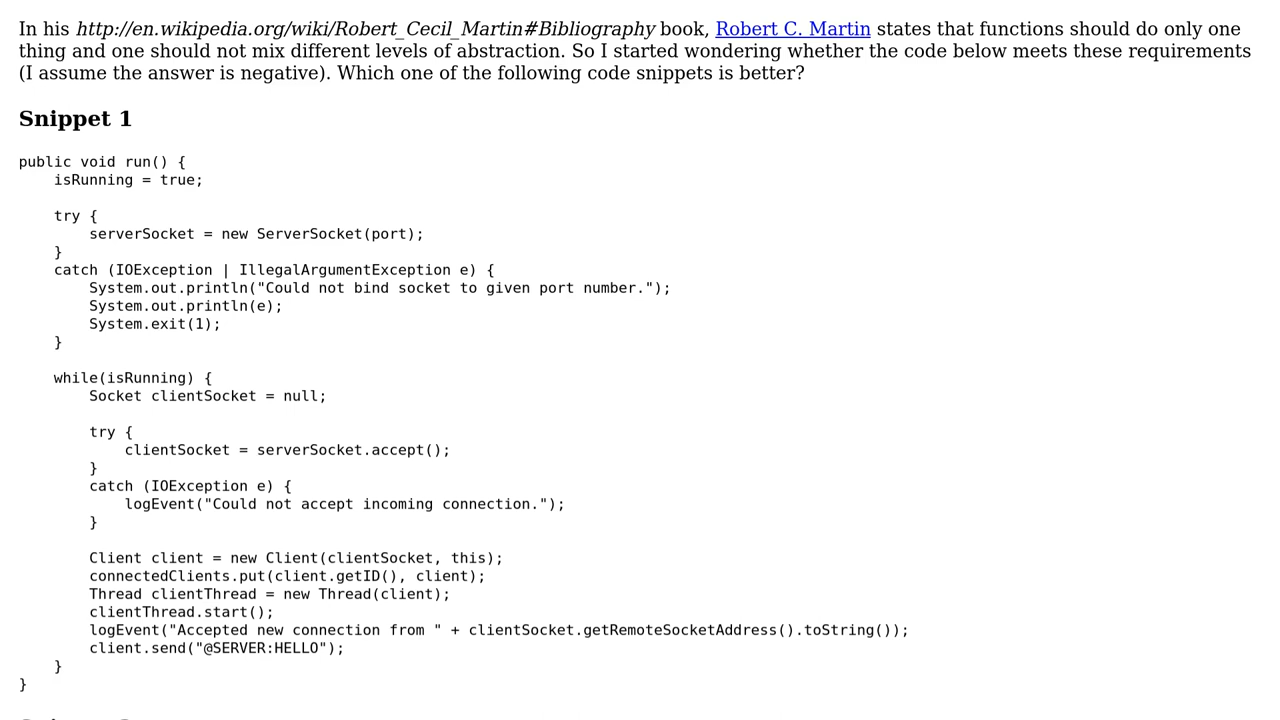 In his http://en.wikipedia.org/wiki/Robert_Cecil_Martin#Bibliography book, Robert C. Martin states that functions should do only one
thing and one should not mix different levels of abstraction. So I started wondering whether the code below meets these requirements
(I assume the answer is negative). Which one of the following code snippets is better?
Snippet 1
public void run() {
    isRunning = true;

    try {
        serverSocket = new ServerSocket(port);
    }
    catch (IOException | IllegalArgumentException e) {
        System.out.println("Could not bind socket to given port number.");
        System.out.println(e);
        System.exit(1);
    }

    while(isRunning) {
        Socket clientSocket = null;

        try {
            clientSocket = serverSocket.accept();
        }
        catch (IOException e) {
            logEvent("Could not accept incoming connection.");
        }

        Client client = new Client(clientSocket, this);
        connectedClients.put(client.getID(), client);
        Thread clientThread = new Thread(client);
        clientThread.start();
        logEvent("Accepted new connection from " + clientSocket.getRemoteSocketAddress().toString());
        client.send("@SERVER:HELLO");
    }
}